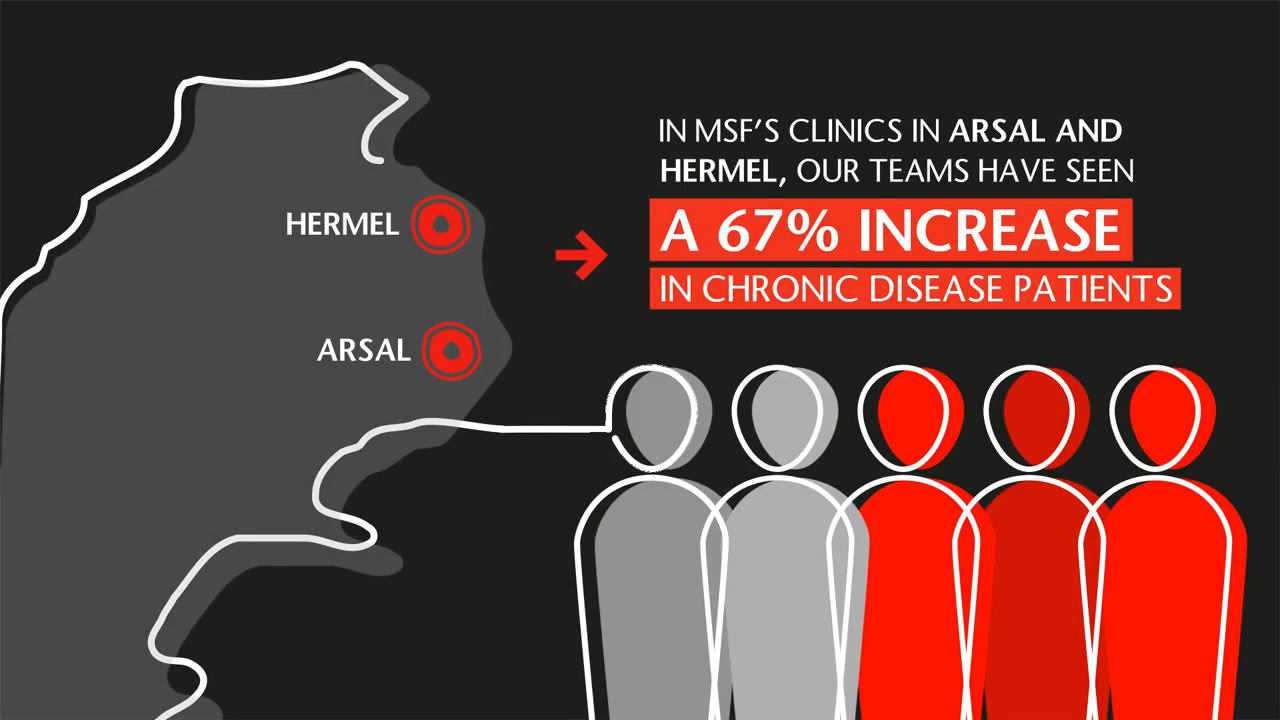 HERMEL
ARSAL
IN MSF'S CLINICS IN ARSAL AND
HERMEL, OUR TEAMS HAVE SEEN
A 67% INCREASE
IN CHRONIC DISEASE PATIENTS